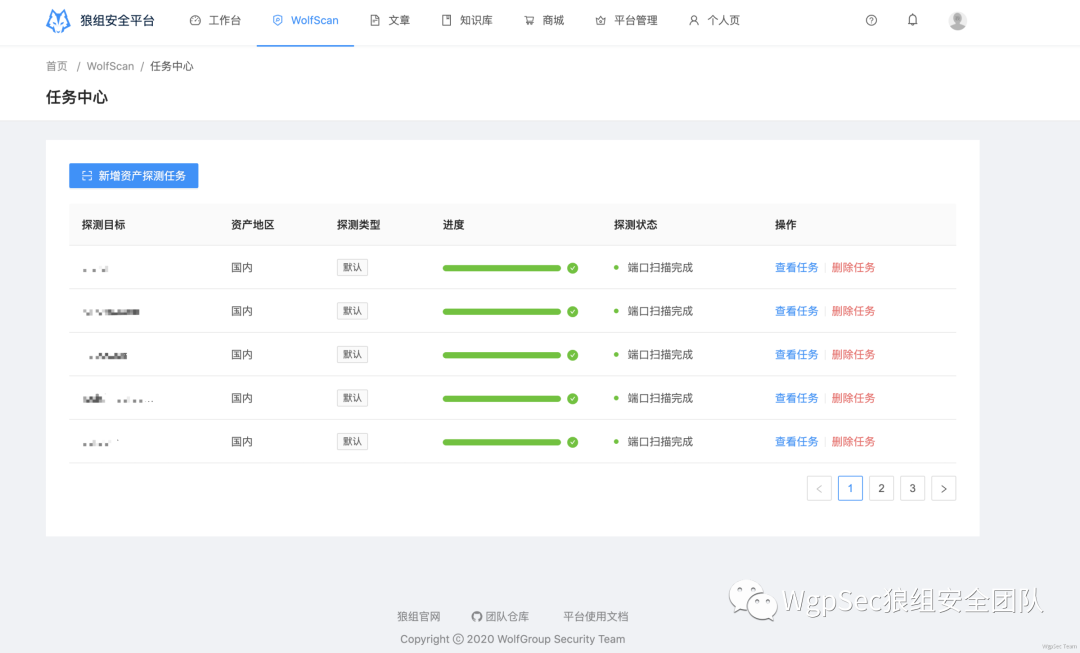 狼组安全平台 工作台 WolfScan 文章 知识库 商城 平台管理 个人页
首页 / WolfScan / 任务中心
任务中心
新增资产探测任务
探测目标 资产地区 探测类型 进度 探测状态 操作
国内 默认 端口扫描完成 查看任务 删除任务
国内 默认 端口扫描完成 查看任务 删除任务
国内 默认 端口扫描完成 查看任务 删除任务
国内 默认 端口扫描完成 查看任务 删除任务
国内 默认 端口扫描完成 查看任务 删除任务
< 1 2 3 >
WgpSec狼组安全团队
狼组官网 团队仓库 平台使用文档
Copyright © 2020 WolfGroup Security Team
WgpSec Team